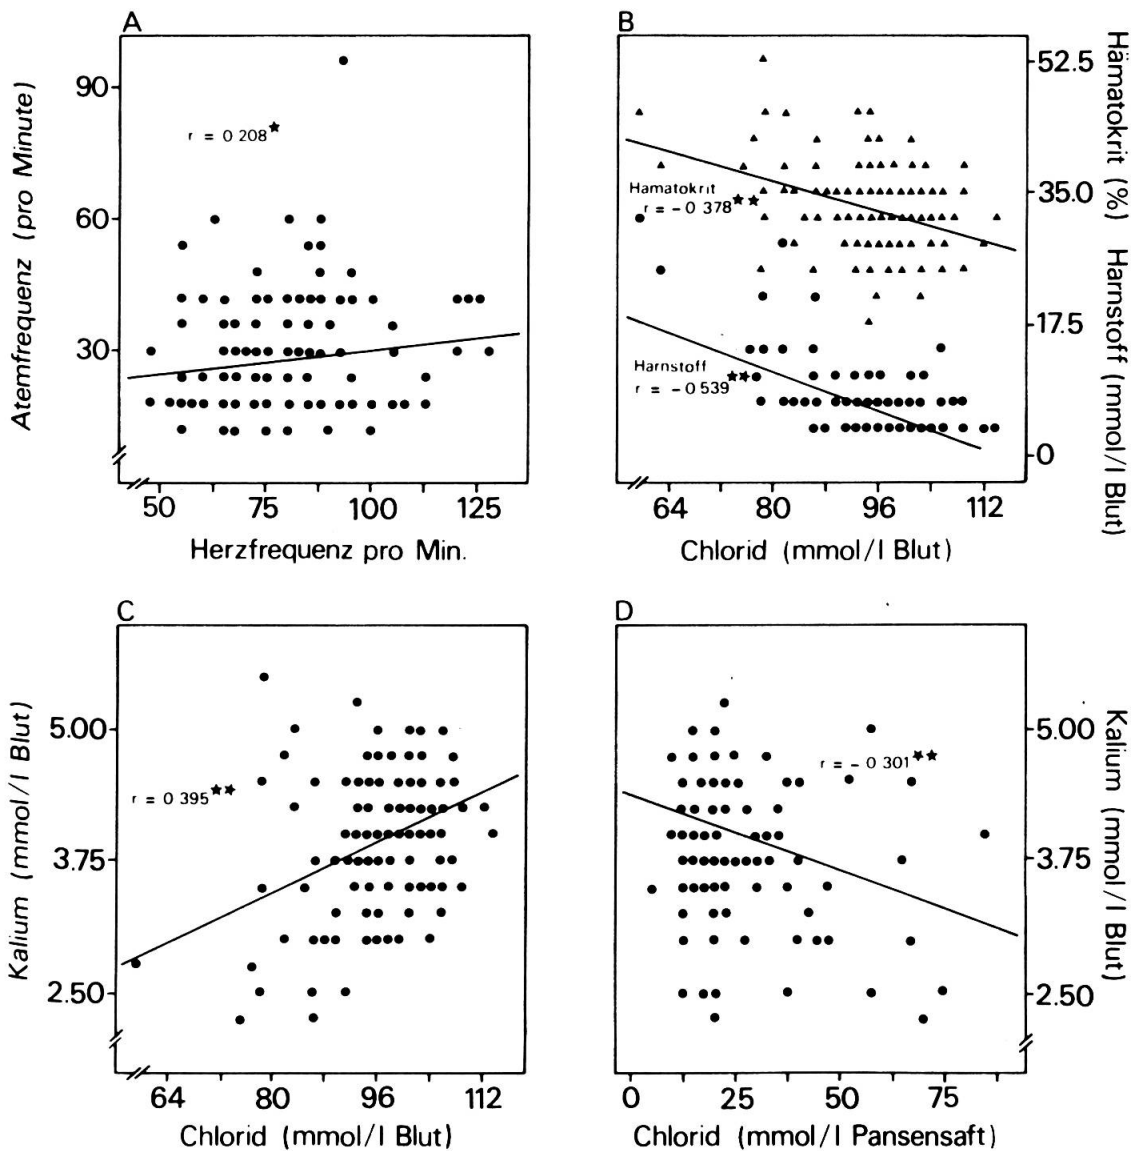 A
Atemfrequenz (pro Minute)
90
60
30
r = 0 208 ★
50 75 100 125
Herzfrequenz pro Min.
B
Hämatokrit (%)
Harnstoff (mmol/l Blut)
52.5
35.0
17.5
0
Hamatokrit
r = - 0 378 ★★
Harnstoff
r = - 0 539 ★★
64 80 96 112
Chlorid (mmol/l Blut)
C
Kalium (mmol/l Blut)
5.00
3.75
2.50
r = 0 395 ★★
64 80 96 112
Chlorid (mmol/l Blut)
D
Kalium (mmol/l Blut)
5.00
3.75
2.50
r = - 0 301 ★★
0 25 50 75
Chlorid (mmol/l Pansensaft)